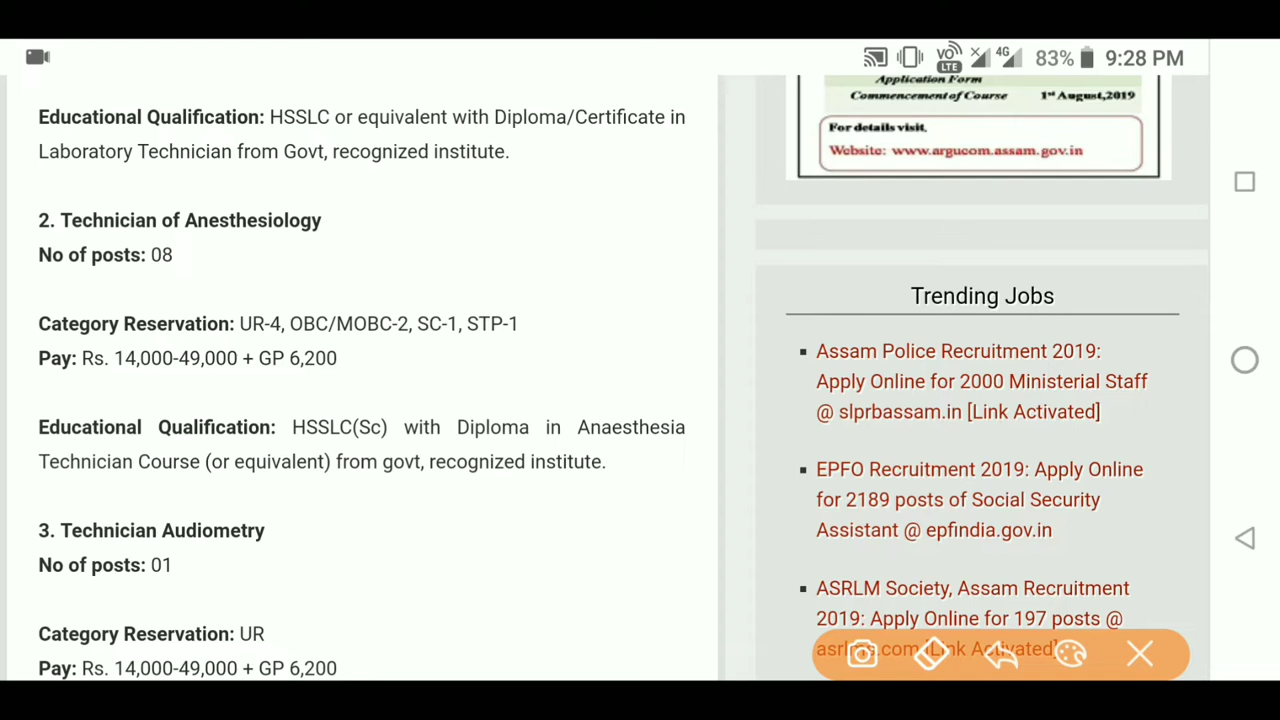 VO LTE 4G 83% 9:28 PM
Educational Qualification: HSSLC or equivalent with Diploma/Certificate in
Laboratory Technician from Govt, recognized institute.
2. Technician of Anesthesiology
No of posts: 08
Category Reservation: UR-4, OBC/MOBC-2, SC-1, STP-1
Pay: Rs. 14,000-49,000 + GP 6,200
Educational Qualification: HSSLC(Sc) with Diploma in Anaesthesia
Technician Course (or equivalent) from govt, recognized institute.
3. Technician Audiometry
No of posts: 01
Category Reservation: UR
Pay: Rs. 14,000-49,000 + GP 6,200
Application Form
Commencement of Course 1st August,2019
For details visit,
Website: www.argucom.assam.gov.in
Trending Jobs
Assam Police Recruitment 2019:
Apply Online for 2000 Ministerial Staff
@ slprbassam.in [Link Activated]
EPFO Recruitment 2019: Apply Online
for 2189 posts of Social Security
Assistant @ epfindia.gov.in
ASRLM Society, Assam Recruitment
2019: Apply Online for 197 posts @
asrlms.com [Link Activated]